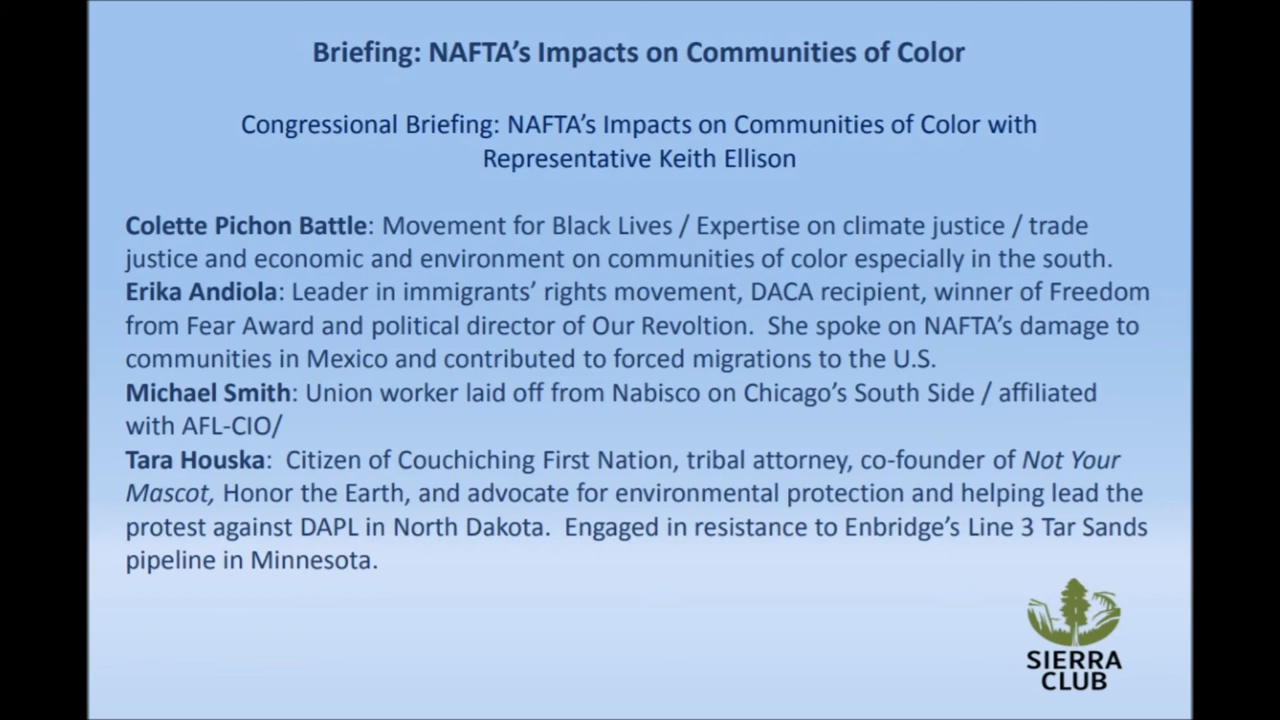 Briefing: NAFTA's Impacts on Communities of Color
Congressional Briefing: NAFTA's Impacts on Communities of Color with
Representative Keith Ellison
Colette Pichon Battle: Movement for Black Lives / Expertise on climate justice / trade
justice and economic and environment on communities of color especially in the south.
Erika Andiola: Leader in immigrants' rights movement, DACA recipient, winner of Freedom
from Fear Award and political director of Our Revoltion.  She spoke on NAFTA's damage to
communities in Mexico and contributed to forced migrations to the U.S.
Michael Smith: Union worker laid off from Nabisco on Chicago's South Side / affiliated
with AFL-CIO/
Tara Houska:  Citizen of Couchiching First Nation, tribal attorney, co-founder of Not Your
Mascot, Honor the Earth, and advocate for environmental protection and helping lead the
protest against DAPL in North Dakota.  Engaged in resistance to Enbridge's Line 3 Tar Sands
pipeline in Minnesota.
SIERRA
CLUB